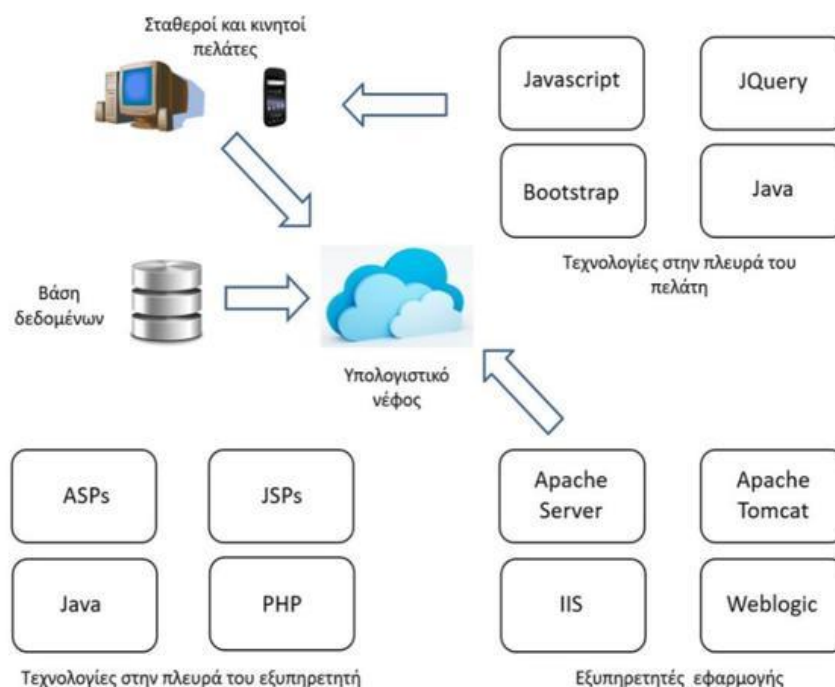 Σταθεροί και κινητοί
πελάτες
Javascript
JQuery
Bootstrap
Java
Τεχνολογίες στην πλευρά του
πελάτη
Βάση
δεδομένων
Υπολογιστικό
νέφος
ASPs
JSPs
Java
PHP
Τεχνολογίες στην πλευρά του εξυπηρετητή
Apache
Server
Apache
Tomcat
IIS
Weblogic
Εξυπηρετητές εφαρμογής